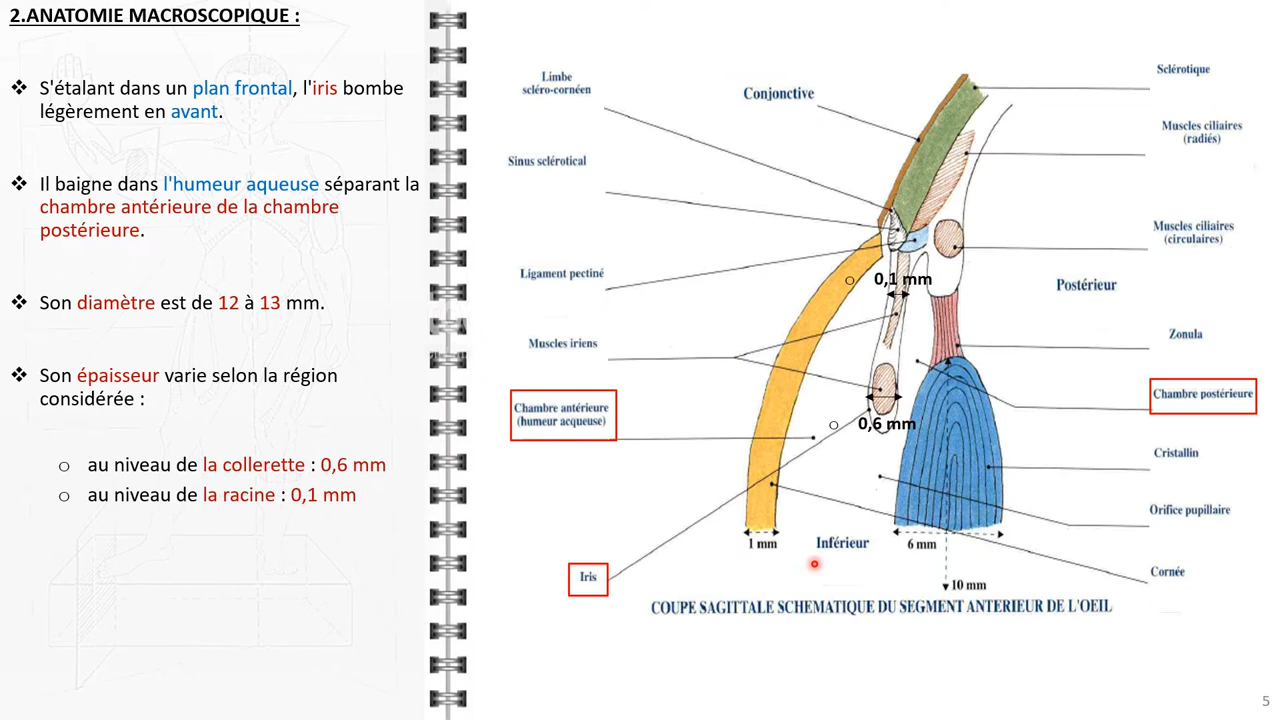 2.ANATOMIE MACROSCOPIQUE :
❖ S'étalant dans un plan frontal, l'iris bombe
légèrement en avant.
❖ Il baigne dans l'humeur aqueuse séparant la
chambre antérieure de la chambre
postérieure.
❖ Son diamètre est de 12 à 13 mm.
❖ Son épaisseur varie selon la région
considérée :
o au niveau de la collerette : 0,6 mm
o au niveau de la racine : 0,1 mm
Limbe
scléro-cornéen
Conjonctive
Sinus sclérotical
Ligament pectiné
Muscles iriens
Chambre antérieure
(humeur acqueuse)
Iris
o 0,1 mm
o 0,6 mm
Sclérotique
Muscles ciliaires
(radiés)
Muscles ciliaires
(circulaires)
Postérieur
Zonula
Chambre postérieure
Cristallin
Orifice pupillaire
Cornée
1 mm
Inférieur
6 mm
10 mm
COUPE SAGITTALE SCHEMATIQUE DU SEGMENT ANTERIEUR DE L'OEIL
5